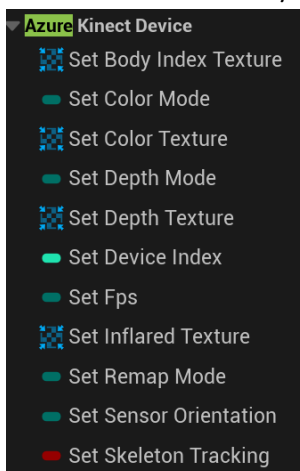 Azure Kinect Device
Set Body Index Texture
Set Color Mode
Set Color Texture
Set Depth Mode
Set Depth Texture
Set Device Index
Set Fps
Set Inflared Texture
Set Remap Mode
Set Sensor Orientation
Set Skeleton Tracking